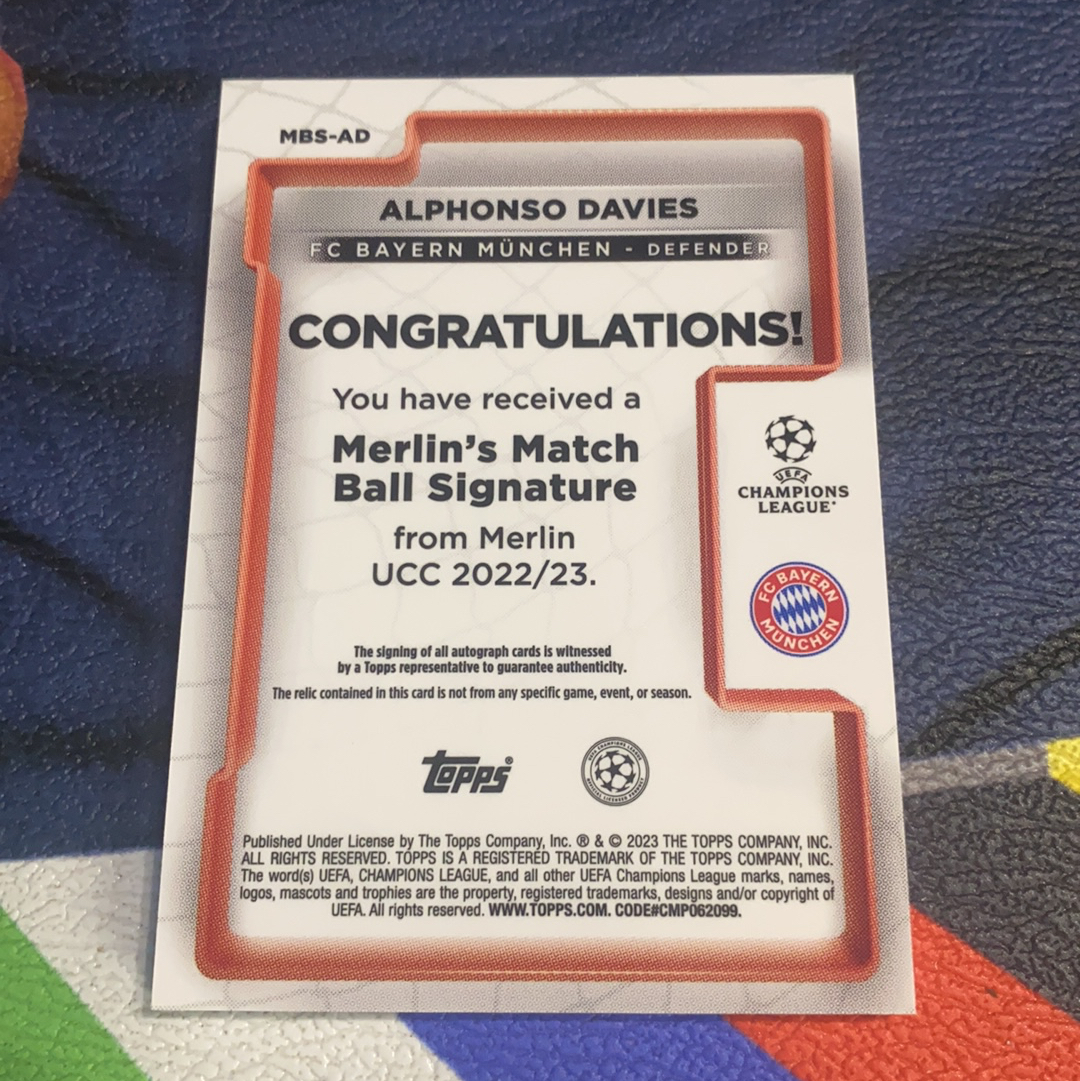 MBS-AD
ALPHONSO DAVIES
FC BAYERN MÜNCHEN - DEFENDER
CONGRATULATIONS!
You have received a
Merlin's Match
Ball Signature
from Merlin
UCC 2022/23.
UEFA
CHAMPIONS
LEAGUE®
FC BAYERN
MÜNCHEN
The signing of all autograph cards is witnessed
by a Topps representative to guarantee authenticity.
The relic contained in this card is not from any specific game, event, or season.
topps®
Published Under License by The Topps Company, Inc. ® & © 2023 THE TOPPS COMPANY, INC.
ALL RIGHTS RESERVED. TOPPS IS A REGISTERED TRADEMARK OF THE TOPPS COMPANY, INC.
The word(s) UEFA, CHAMPIONS LEAGUE, and all other UEFA Champions League marks, names,
logos, mascots and trophies are the property, registered trademarks, designs and/or copyright of
UEFA. All rights reserved. WWW.TOPPS.COM. CODE#CMP062099.